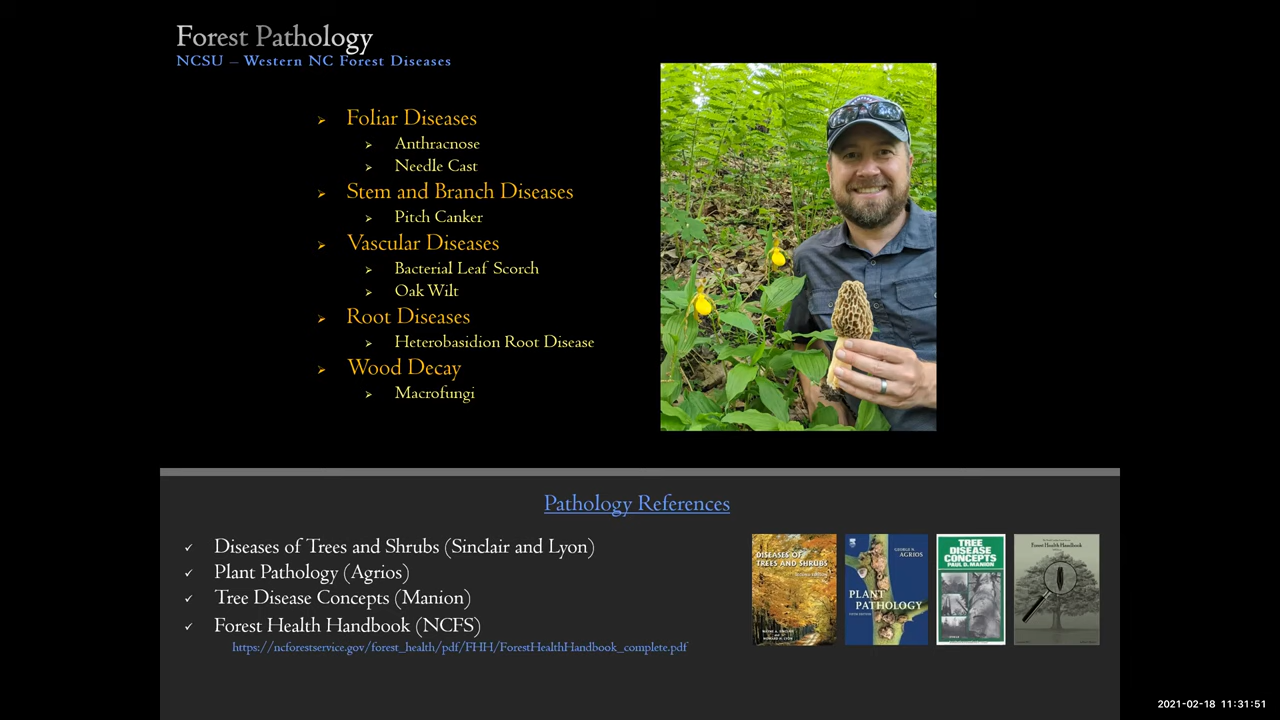 Forest Pathology
NCSU – Western NC Forest Diseases
Foliar Diseases
Anthracnose
Needle Cast
Stem and Branch Diseases
Pitch Canker
Vascular Diseases
Bacterial Leaf Scorch
Oak Wilt
Root Diseases
Heterobasidion Root Disease
Wood Decay
Macrofungi
Pathology References
Diseases of Trees and Shrubs (Sinclair and Lyon)
Plant Pathology (Agrios)
Tree Disease Concepts (Manion)
Forest Health Handbook (NCFS)
https://ncforestservice.gov/forest_health/pdf/FHH/ForestHealthHandbook_complete.pdf
DISEASES OF
TREES AND SHRUBS
GEORGE N.
AGRIOS
PLANT
PATHOLOGY
FIFTH EDITION
TREE
DISEASE
CONCEPTS
PAUL D. MANION
Forest Health Handbook
2021-02-18 11:31:51